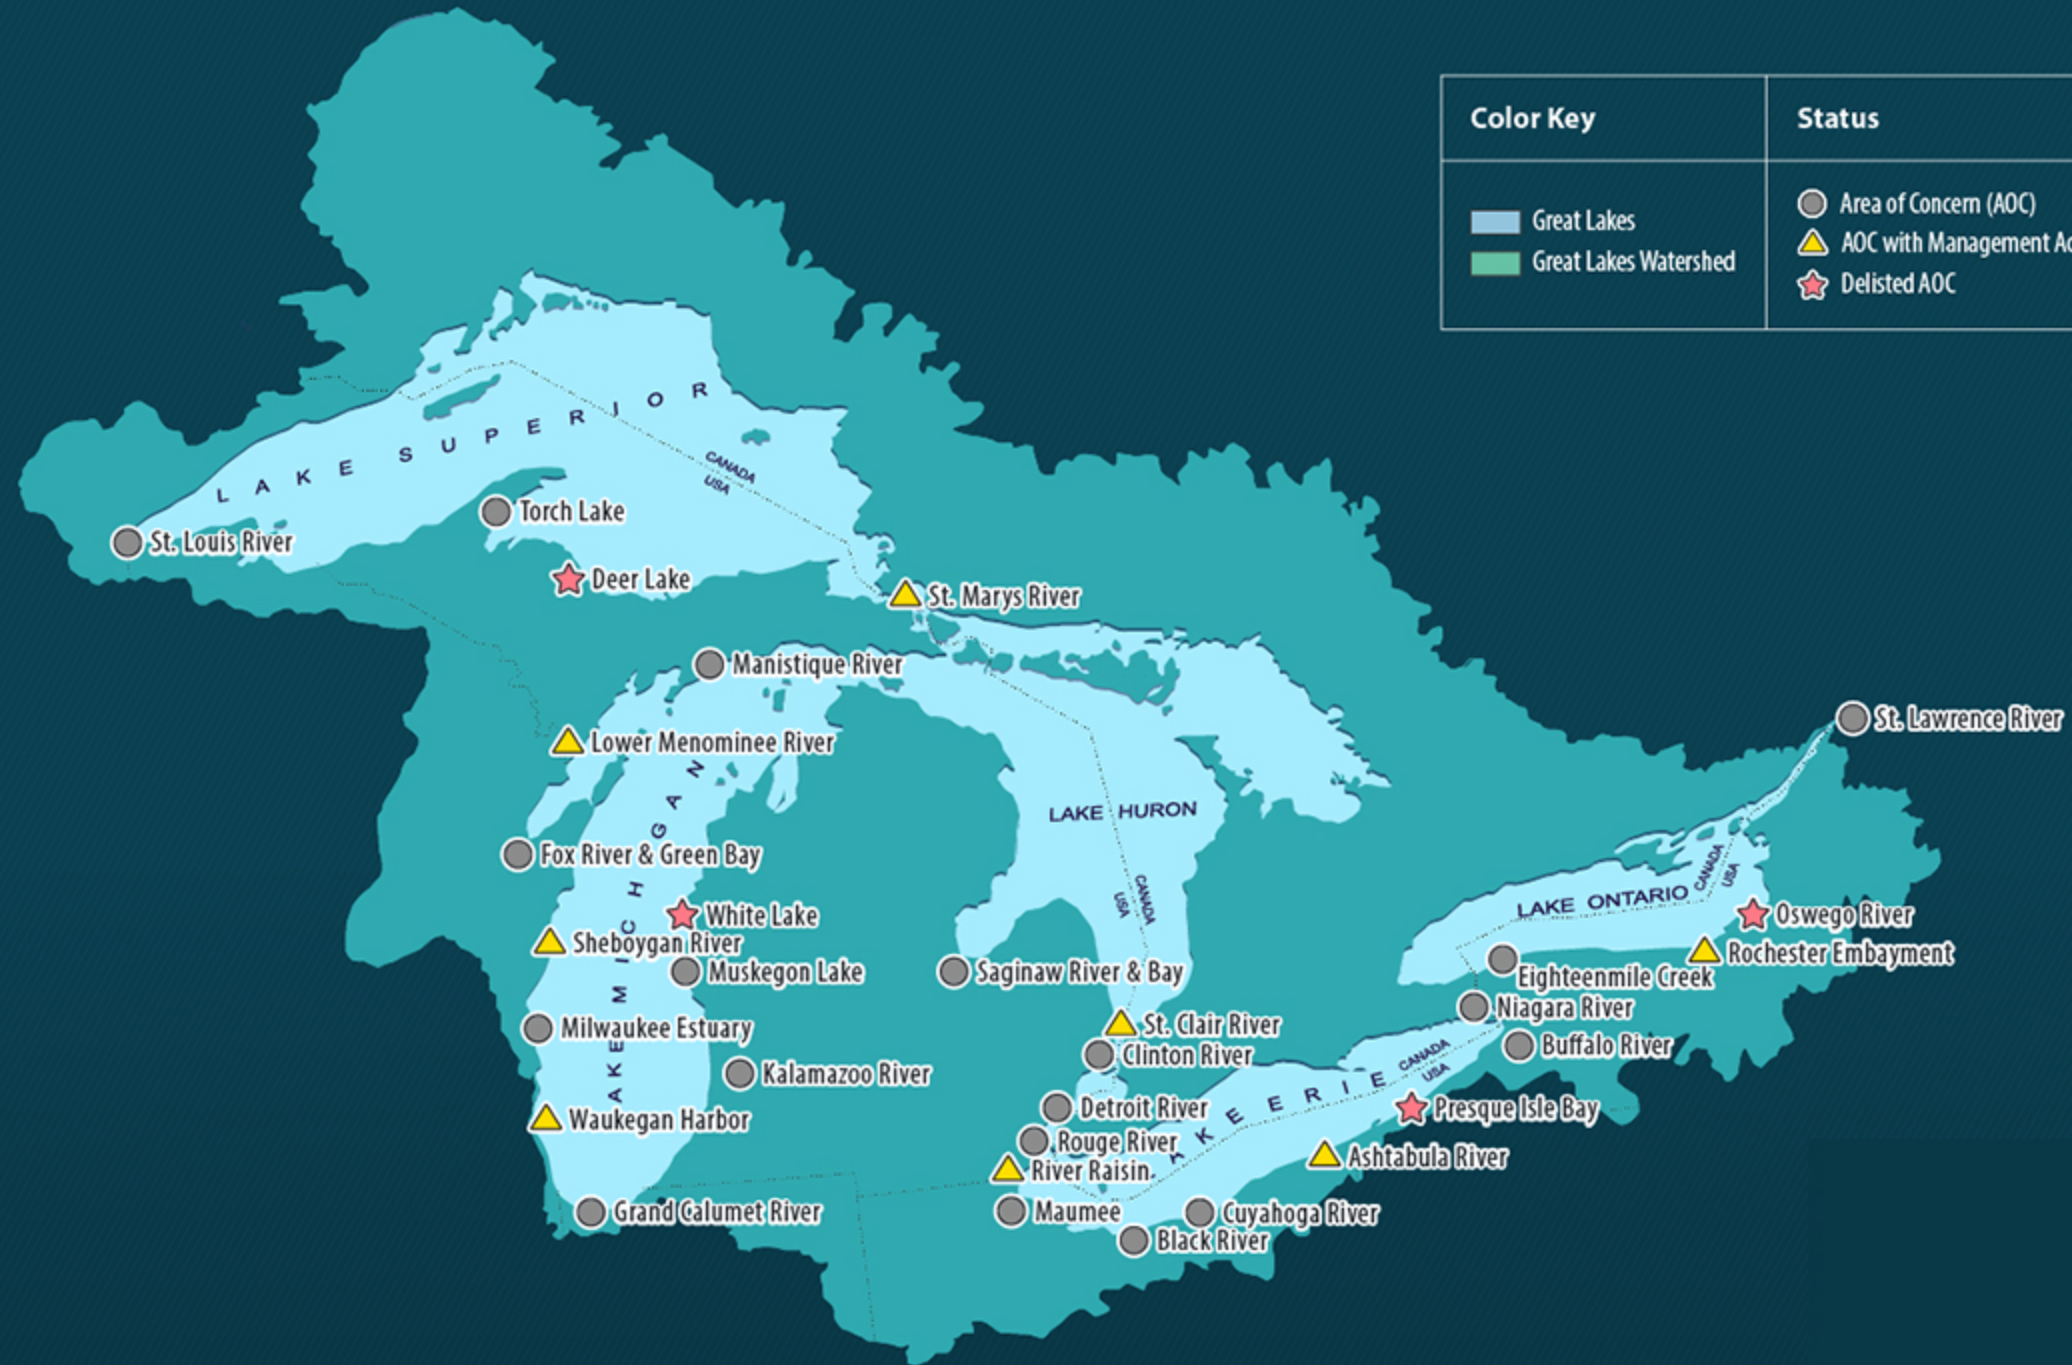 Color Key
Status
Great Lakes
Great Lakes Watershed
Area of Concern (AOC)
AOC with Management
Delisted AOC
LAKE SUPERIOR
CANADA
USA
Torch Lake
St. Louis River
Deer Lake
St. Marys River
Manistique River
St. Lawrence River
Lower Menominee River
LAKE HURON
CANADA
USA
Fox River & Green Bay
LAKE MICHIGAN
White Lake
Sheboygan River
Muskegon Lake
Saginaw River & Bay
CANADA
USA
LAKE ONTARIO
Oswego River
Rochester Embayment
Eighteenmile Creek
Niagara River
Milwaukee Estuary
St. Clair River
Clinton River
Buffalo River
CANADA
USA
Kalamazoo River
LAKE ERIE
Detroit River
Presque Isle Bay
Waukegan Harbor
Rouge River
River Raisin
Ashtabula River
Grand Calumet River
Maumee
Cuyahoga River
Black River